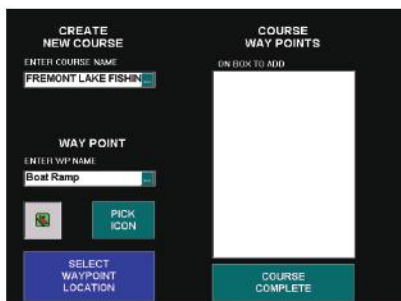 CREATE
NEW COURSE
ENTER COURSE NAME
FREMONT LAKE FISHIN
...
WAY POINT
ENTER WP NAME
Boat Ramp
...
PICK
ICON
SELECT
WAYPOINT
LOCATION
COURSE
WAY POINTS
ON BOX TO ADD
COURSE
COMPLETE